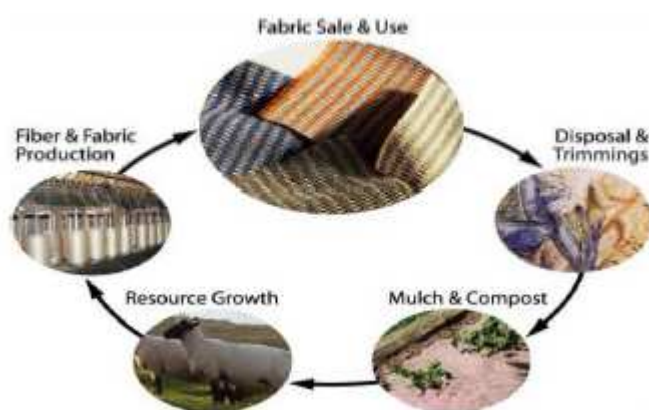 Fabric Sale & Use
Fiber & Fabric
Production
Disposal &
Trimmings
Resource Growth
Mulch & Compost